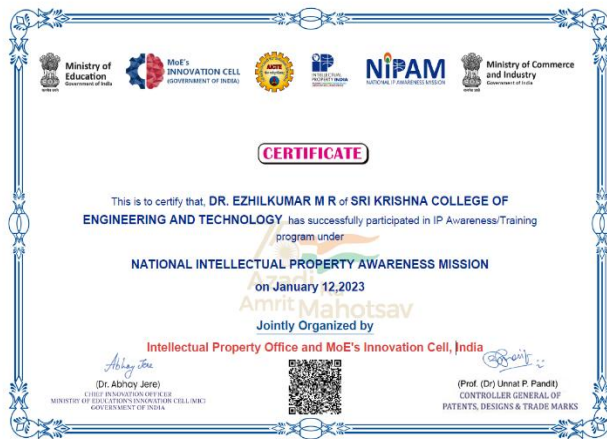 Ministry of
Education
Government of India
MoE's
INNOVATION CELL
(GOVERNMENT OF INDIA)
AICTE
INTELLECTUAL
PROPERTY INDIA
NiPAM
NATIONAL IP AWARENESS MISSION
Ministry of Commerce
and Industry
Government of India
CERTIFICATE
This is to certify that, DR. EZHILKUMAR M R of SRI KRISHNA COLLEGE OF
ENGINEERING AND TECHNOLOGY has successfully participated in IP Awareness/Training
program under
NATIONAL INTELLECTUAL PROPERTY AWARENESS MISSION
on January 12,2023
Azadi Ka
Amrit Mahotsav
Jointly Organized by
Intellectual Property Office and MoE's Innovation Cell, India
Abhay Jere
(Dr. Abhay Jere)
CHIEF INNOVATION OFFICER
MINISTRY OF EDUCATION'S INNOVATION CELL (MIC)
GOVERNMENT OF INDIA
(Prof. (Dr) Unnat P. Pandit)
CONTROLLER GENERAL OF
PATENTS, DESIGNS & TRADE MARKS